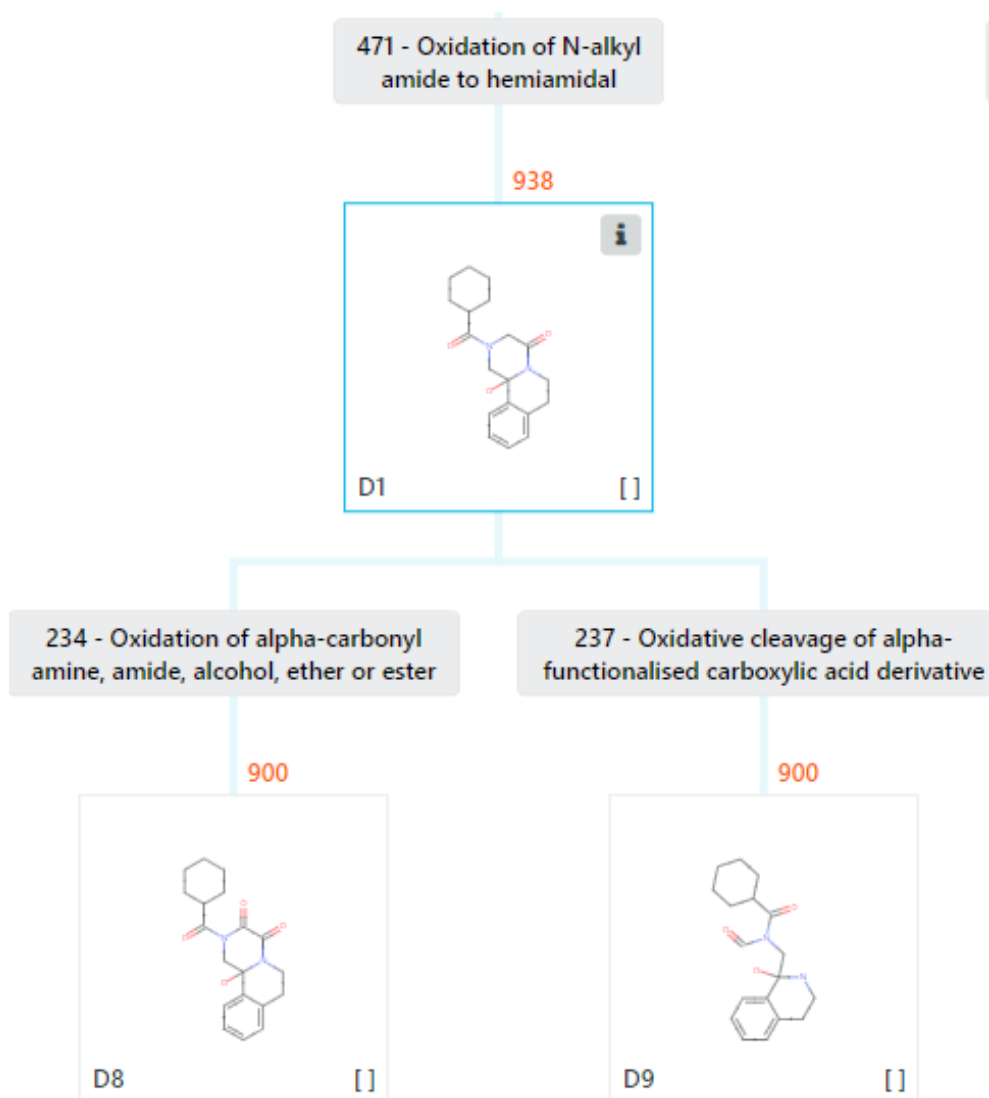 471 - Oxidation of N-alkyl
amide to hemiamidal
938
i
D1
[ ]
234 - Oxidation of alpha-carbonyl
amine, amide, alcohol, ether or ester
237 - Oxidative cleavage of alpha-
functionalised carboxylic acid derivative
900
900
D8
[ ]
D9
[ ]